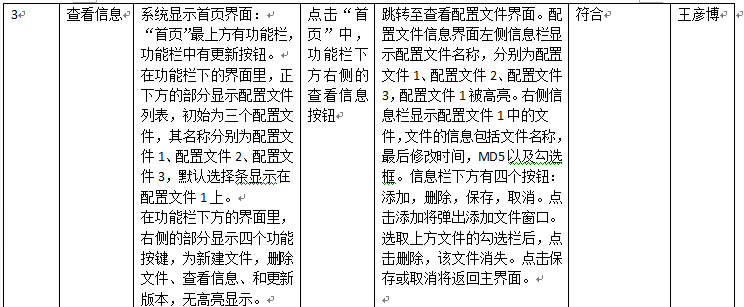 3
查看信息
系统显示首页界面：
“首页”最上方有功能栏，
功能栏中有更新按钮。
在功能栏下的界面里，正
下方的部分显示配置文件
列表，初始为三个配置文
件，其名称分别为配置文
件1、配置文件2、配置文
件3，默认选择条显示在
配置文件1上。
在功能栏下方的界面里，
右侧的部分显示四个功能
按键，为新建文件，删除
文件、查看信息、和更新
版本，无高亮显示。
点击“首
页”中，
功能栏下
方右侧的
查看信息
按钮
跳转至查看配置文件界面。配
置文件信息界面左侧信息栏显
示配置文件名称，分别为配置
文件1、配置文件2、配置文件
3，配置文件1被高亮。右侧信
息栏显示配置文件1中的文
件，文件的信息包括文件名称，
最后修改时间，MD5以及勾选
框。信息栏下方有四个按钮：
添加，删除，保存，取消。点
击添加将弹出添加文件窗口。
选取上方文件的勾选栏后，点
击删除，该文件消失。点击保
存或取消将返回主界面。
符合
王彦博